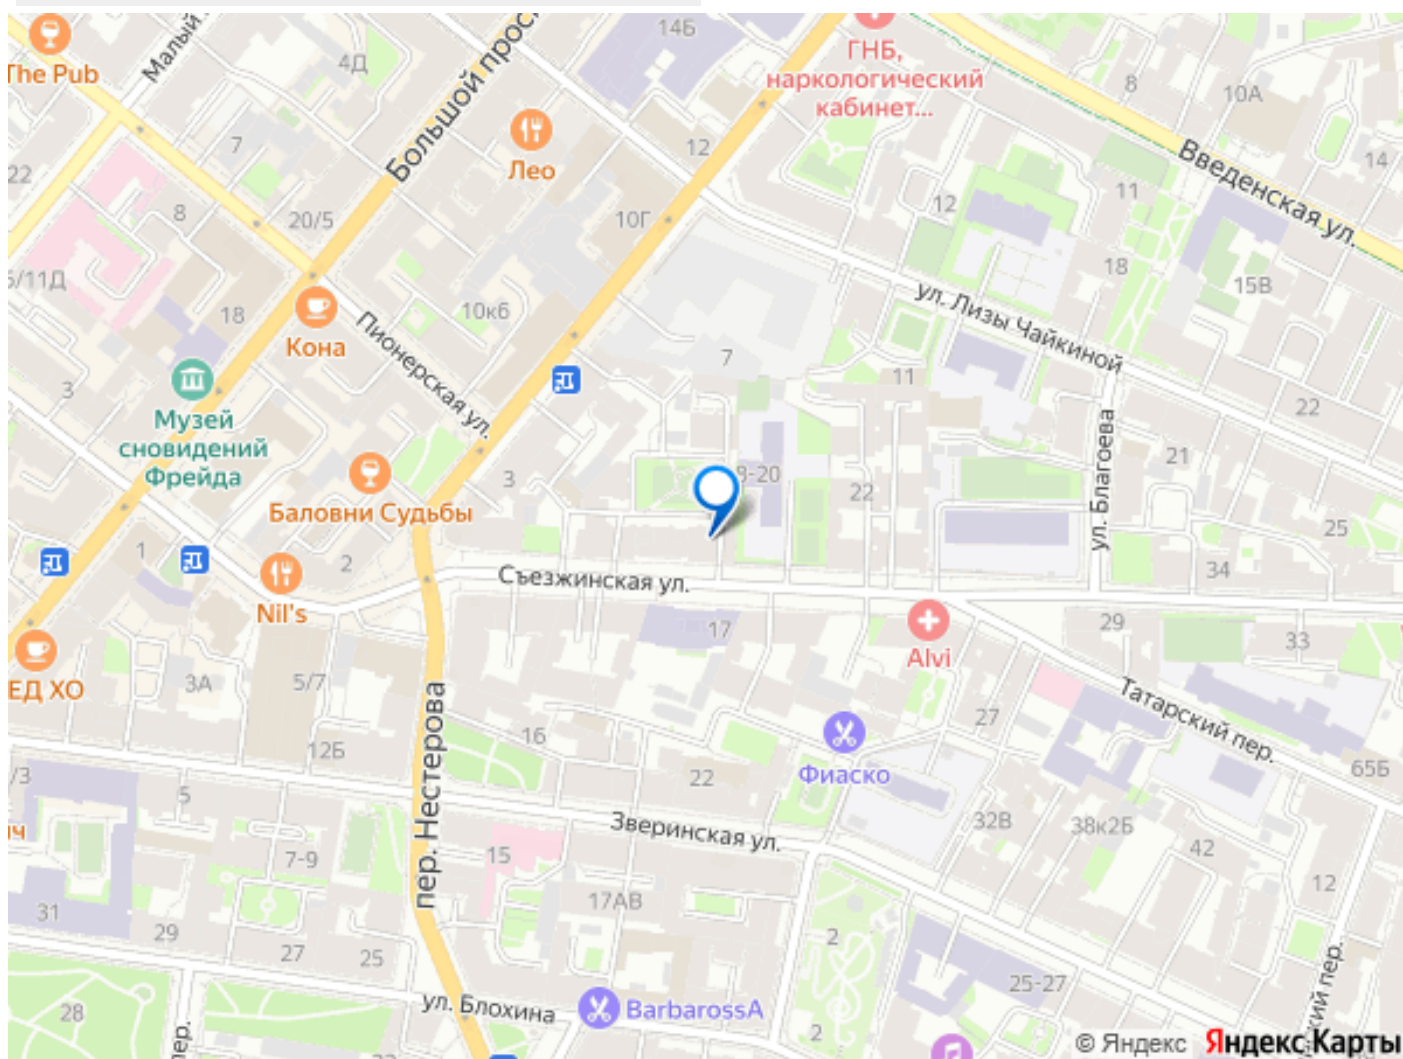 14Б
ГНБ,
наркологический
кабинет...
The Pub
Малый
4Д
Большой прос
8
10А
12
7
Лео
22
Введенская ул.
14
11
8
20/5
10Г
12
18
15В
18
10к6
Кона
Пионерская ул.
ул. Лизы Чайкиной
7
11
3
Музей
сновидений
Фрейда
22
ул. Благоева
21
3
22
Баловни Судьбы
25
1
2
34
Съезжинская ул.
Nil's
17
29
33
Alvi
ЕД ХО
3А
5/7
Татарский пер.
27
12Б
16
пер. Нестерова
22
Фиаско
65Б
5
Зверинская ул.
32В
38к2Б
7-9
15
42
17АВ
12
31
29
27
25
2
25-27
28
ул. Блохина
BarbarossA
2
пер.
© Яндекс Яндекс Карты